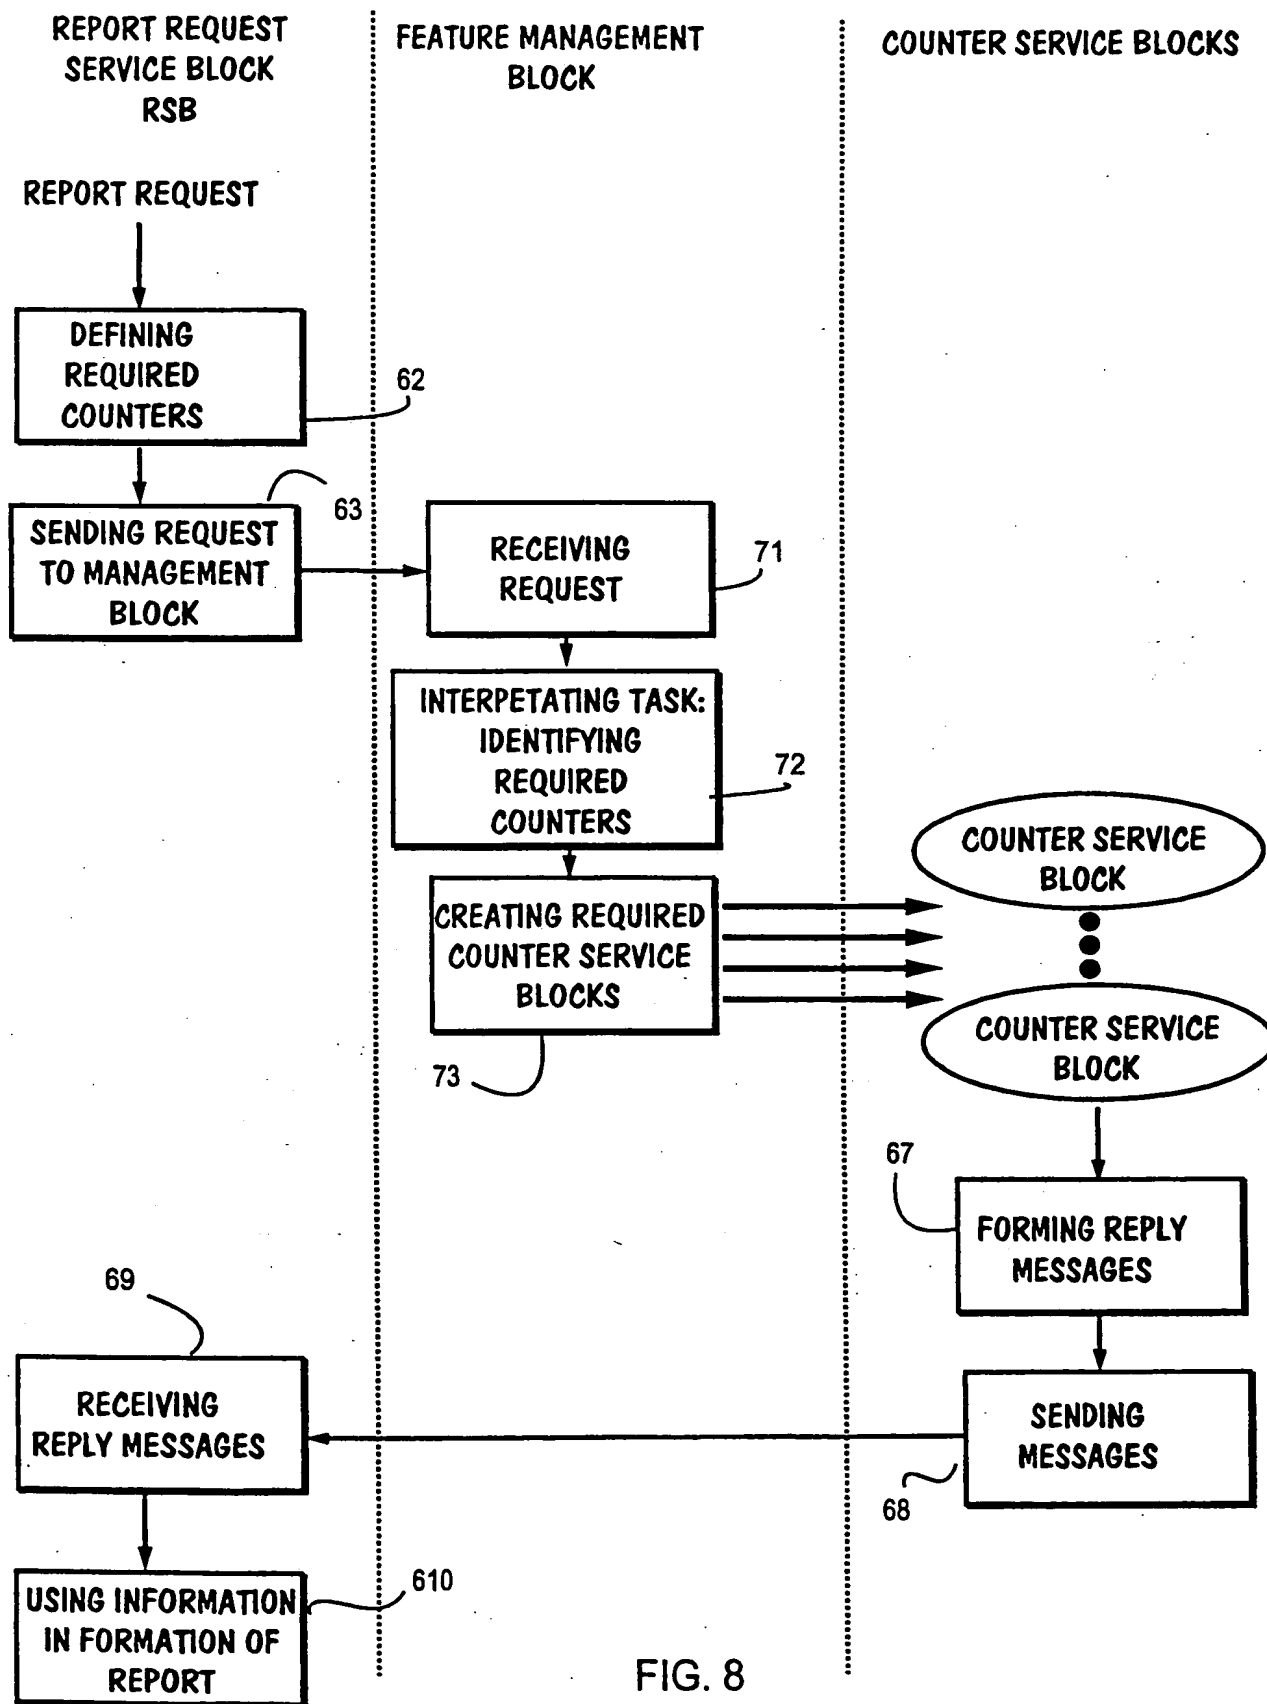 REPORT REQUEST
SERVICE BLOCK
RSB
FEATURE MANAGEMENT
BLOCK
COUNTER SERVICE BLOCKS
REPORT REQUEST
DEFINING
REQUIRED
COUNTERS
62
63
SENDING REQUEST
TO MANAGEMENT
BLOCK
RECEIVING
REQUEST
71
INTERPETATING TASK:
IDENTIFYING
REQUIRED
COUNTERS
72
CREATING REQUIRED
COUNTER SERVICE
BLOCKS
73
COUNTER SERVICE
BLOCK
COUNTER SERVICE
BLOCK
67
FORMING REPLY
MESSAGES
SENDING
MESSAGES
68
69
RECEIVING
REPLY MESSAGES
USING INFORMATION
IN FORMATION OF
REPORT
610
FIG. 8